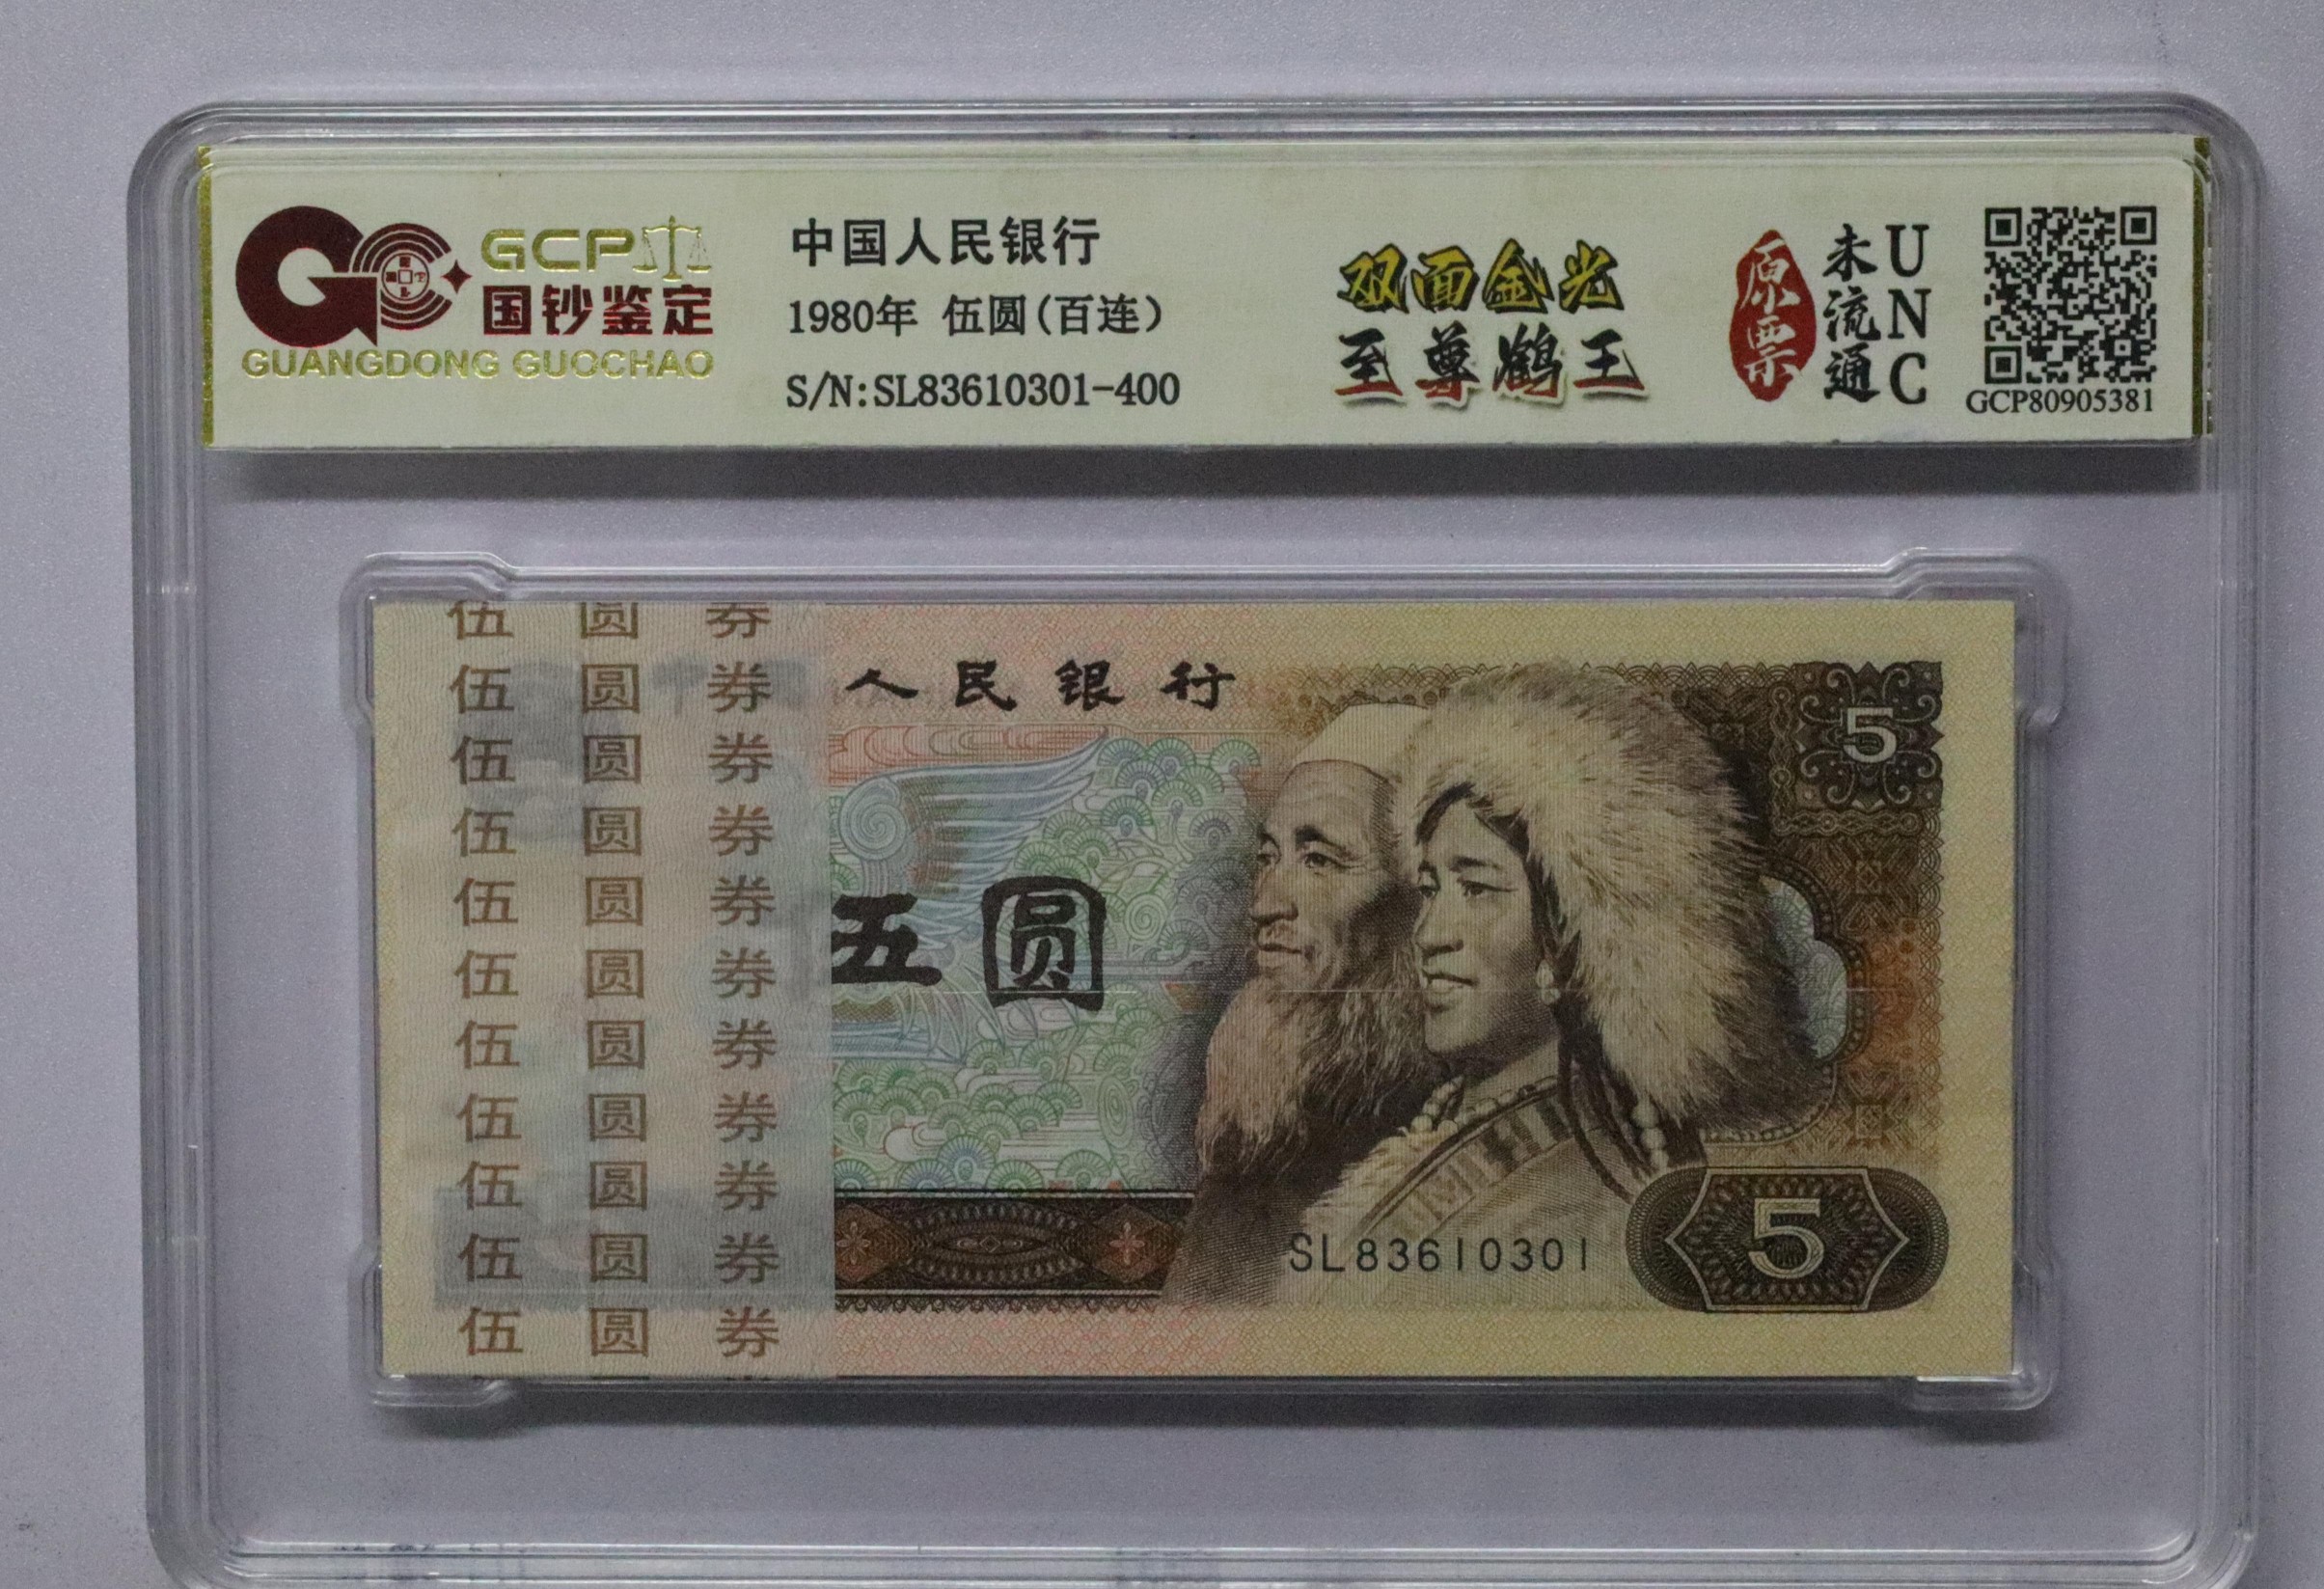 GCP
国钞鉴定
GUANGDONG GUOCHAO
中国人民银行
1980年 伍圆(百连)
S/N:SL83610301-400
双面金光
至尊鹤王
原票
未流通
UNC
GCP80905381
伍 圆 券
伍 圆 券
伍 圆 券
伍 圆 券
伍 圆 券
伍 圆 券
伍 圆 券
伍 圆 券
伍 圆 券
伍 圆 券
伍 圆 券
人民银行
5
伍圆
SL83610301
5